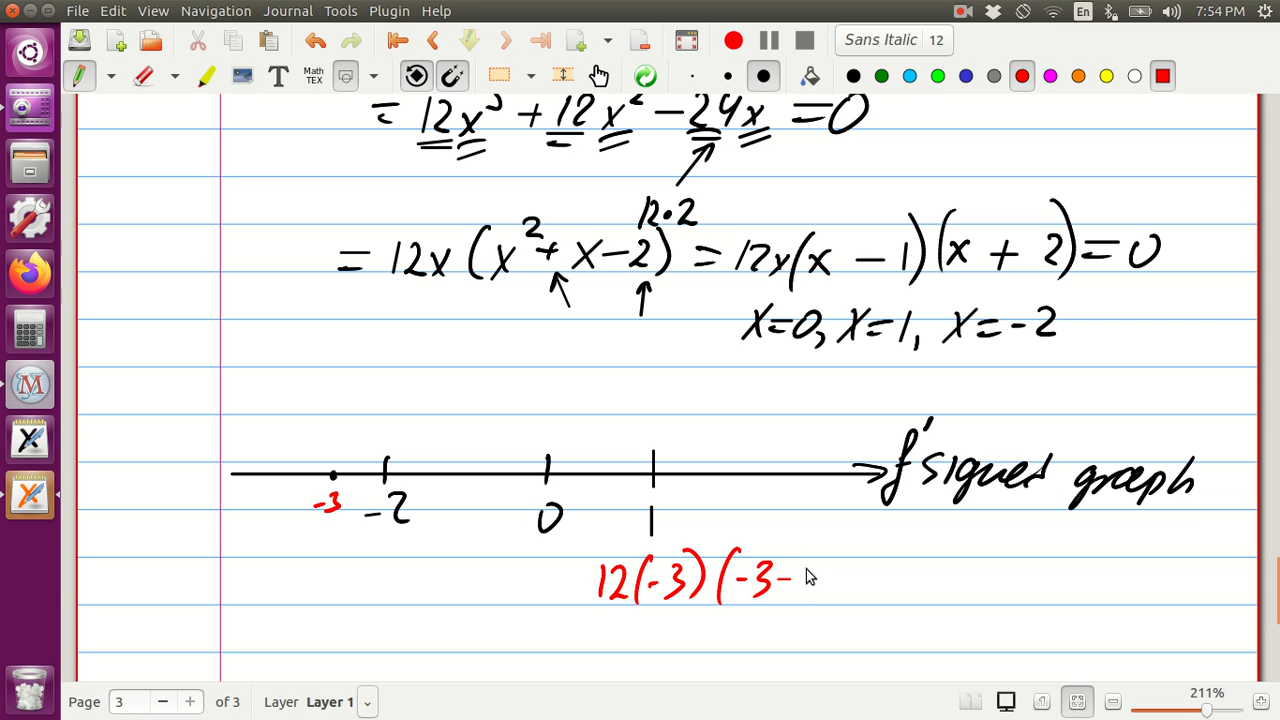 File Edit View Navigation Journal Tools Plugin Help En 7:54 PM
Sans Italic 12
T Math TEX
= 12x³ + 12x² - 24x = 0
12·2
= 12x (x² + x - 2) = 12x(x - 1)(x + 2) = 0
x=0, x=1, x=-2
f' signed graph
-3 -2 0 1
12(-3)(-3-
Page 3 of 3 Layer Layer 1 211%